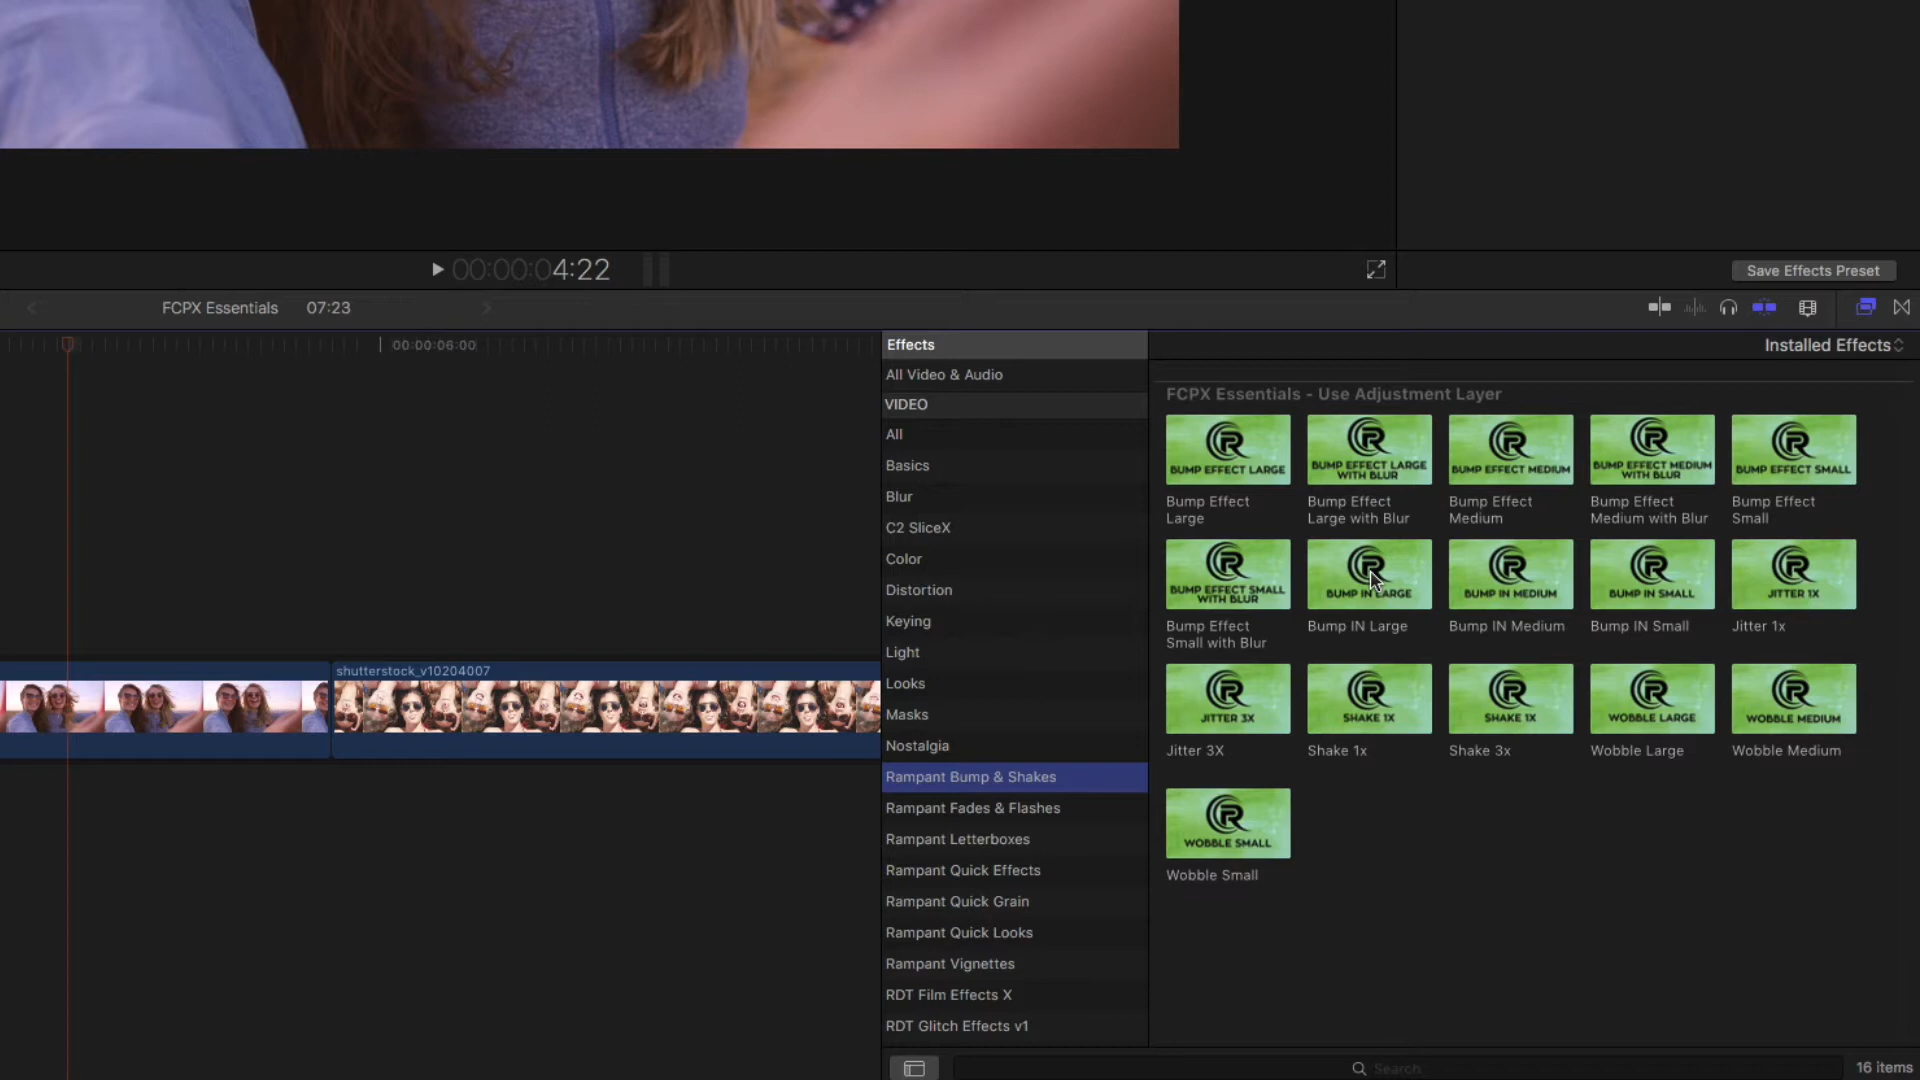 00:00:04:22
Save Effects Preset
FCPX Essentials 07:23
00:00:06:00
Effects
Installed Effects
All Video & Audio
VIDEO
All
Basics
Blur
C2 SliceX
Color
Distortion
Keying
Light
Looks
Masks
Nostalgia
Rampant Bump & Shakes
Rampant Fades & Flashes
Rampant Letterboxes
Rampant Quick Effects
Rampant Quick Grain
Rampant Quick Looks
Rampant Vignettes
RDT Film Effects X
RDT Glitch Effects v1
shutterstock_v10204007
FCPX Essentials - Use Adjustment Layer
R
BUMP EFFECT LARGE
Bump Effect
Large
R
BUMP EFFECT LARGE
WITH BLUR
Bump Effect
Large with Blur
R
BUMP EFFECT MEDIUM
Bump Effect
Medium
R
BUMP EFFECT MEDIUM
WITH BLUR
Bump Effect
Medium with Blur
R
BUMP EFFECT SMALL
Bump Effect
Small
R
BUMP EFFECT SMALL
WITH BLUR
Bump Effect
Small with Blur
R
BUMP IN LARGE
Bump IN Large
R
BUMP IN MEDIUM
Bump IN Medium
R
BUMP IN SMALL
Bump IN Small
R
JITTER 1X
Jitter 1x
R
JITTER 3X
Jitter 3X
R
SHAKE 1X
Shake 1x
R
SHAKE 1X
Shake 3x
R
WOBBLE LARGE
Wobble Large
R
WOBBLE MEDIUM
Wobble Medium
R
WOBBLE SMALL
Wobble Small
Search
16 items